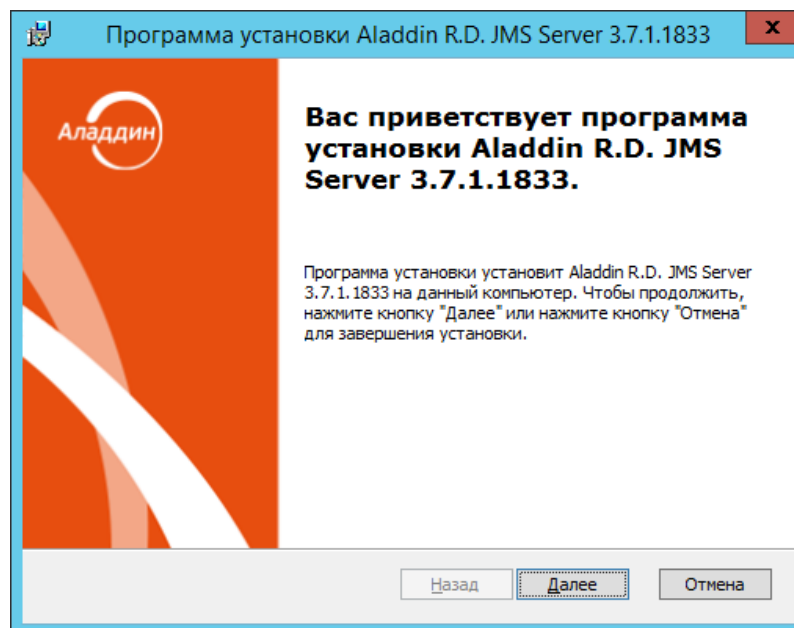 Программа установки Aladdin R.D. JMS Server 3.7.1.1833
x
Аладдин
Вас приветствует программа
установки Aladdin R.D. JMS
Server 3.7.1.1833.
Программа установки установит Aladdin R.D. JMS Server
3.7.1.1833 на данный компьютер. Чтобы продолжить,
нажмите кнопку "Далее" или нажмите кнопку "Отмена"
для завершения установки.
Назад Далее Отмена